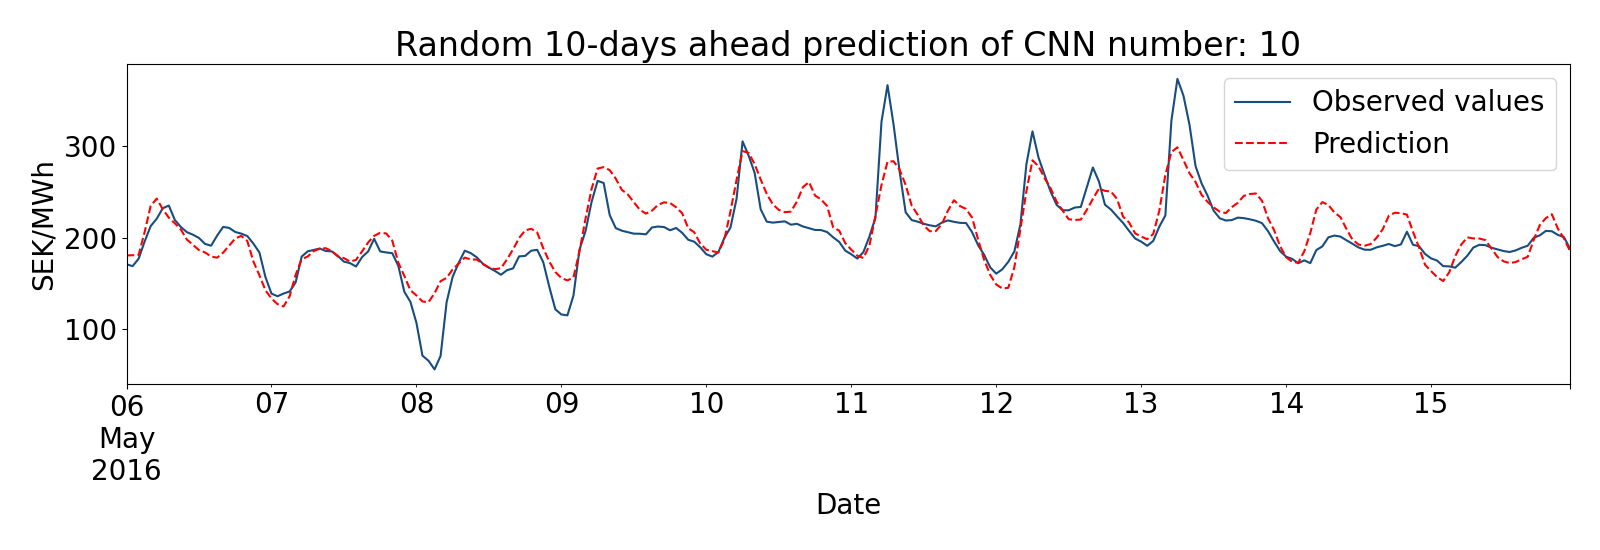 Random 10-days ahead prediction of CNN number: 10
Observed values
Prediction
SEK/MWh
300
200
100
06 07 08 09 10 11 12 13 14 15
May
2016
Date